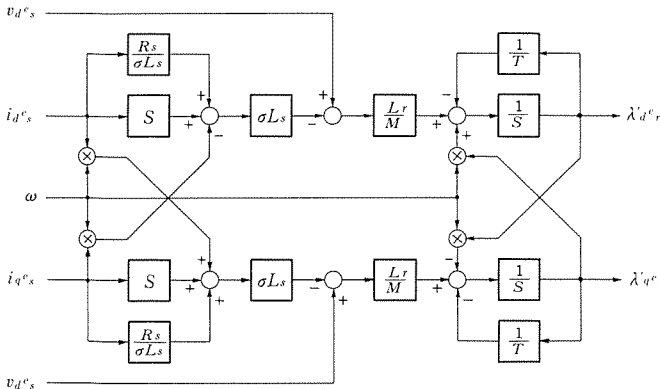 v_d^e_s
1/T
R_s/σL_s
+ + −
i_d^e_s S + σL_s − L_r/M + 1/S λ'_d^e_r
− +
ω
+ −
i_q^e_s S + σL_s − L_r/M + 1/S λ'_q^e
+ + −
R_s/σL_s
1/T
v_d^e_s